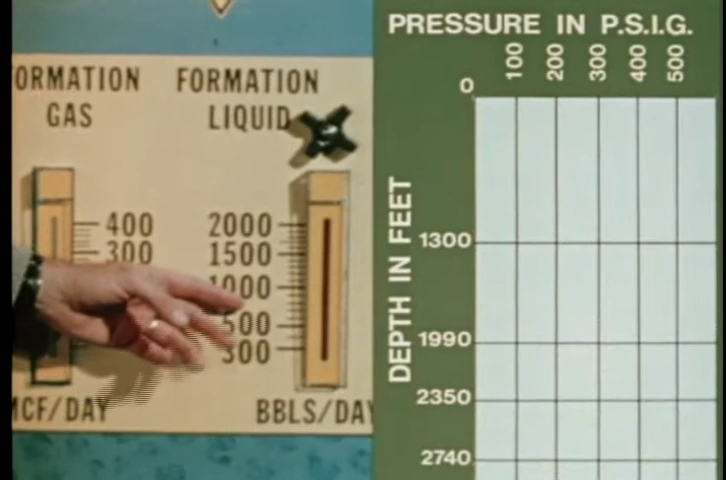 ORMATION
GAS
400
300
MCF/DAY
FORMATION
LIQUID
2000
1500
1000
500
300
BBLS/DAY
PRESSURE IN P.S.I.G.
100 200 300 400 500
DEPTH IN FEET
0
1300
1990
2350
2740